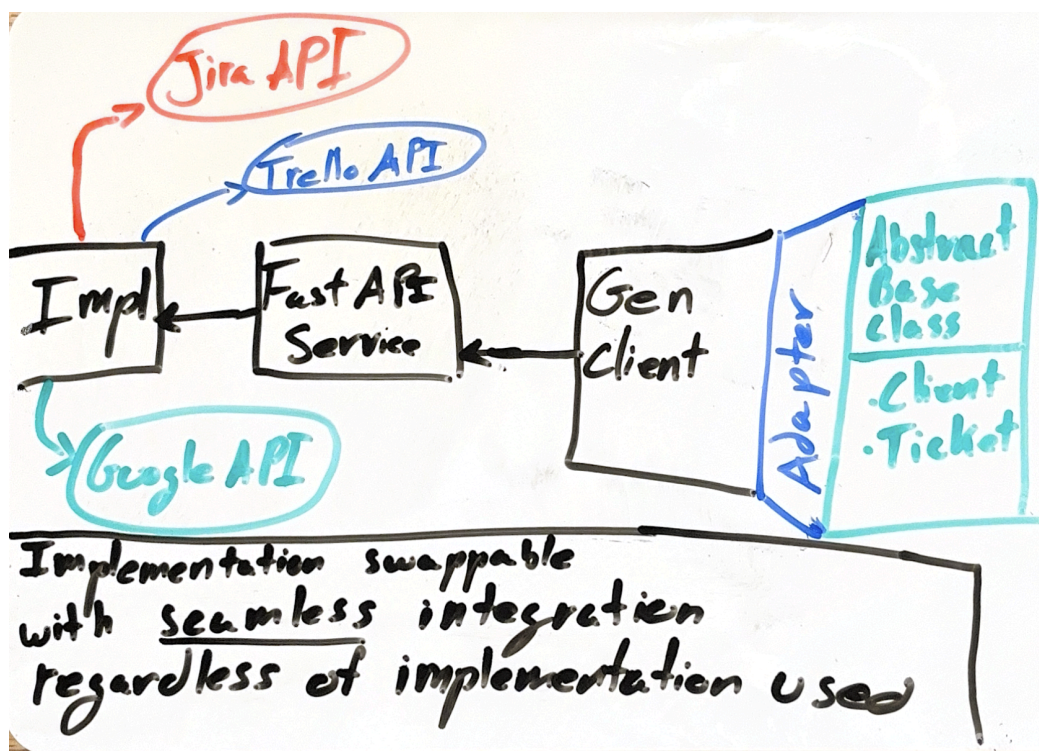 Jira API
Trello API
Impl
Fast API
Service
Gen
Client
Adapter
Abstract
Base
Class
.Client
.Ticket
Google API
Implementation swappable
with seamless integration
regardless of implementation used